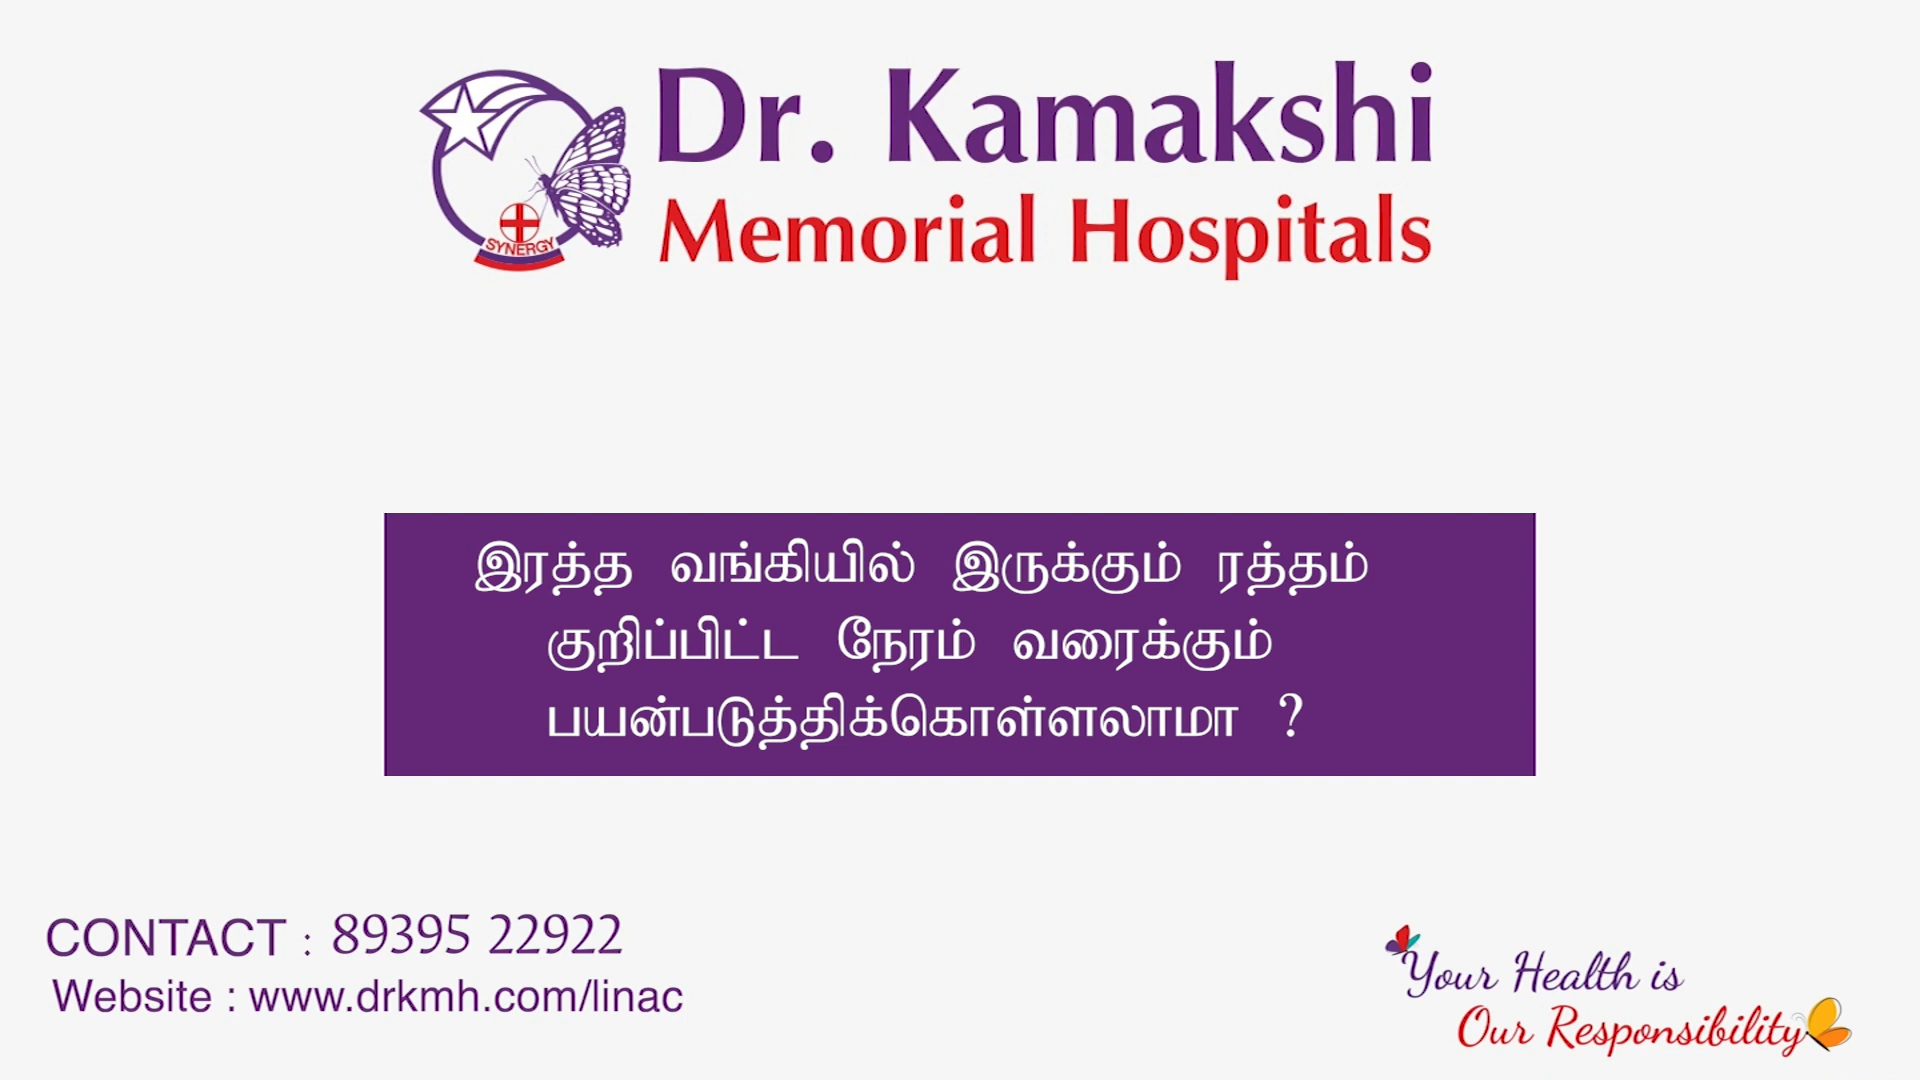 Dr. Kamakshi
Memorial Hospitals
SYNERGY
இரத்த வங்கியில் இருக்கும் ரத்தம்
குறிப்பிட்ட நேரம் வரைக்கும்
பயன்படுத்திக்கொள்ளலாமா ?
CONTACT : 89395 22922
Website : www.drkmh.com/linac
Your Health is
Our Responsibility